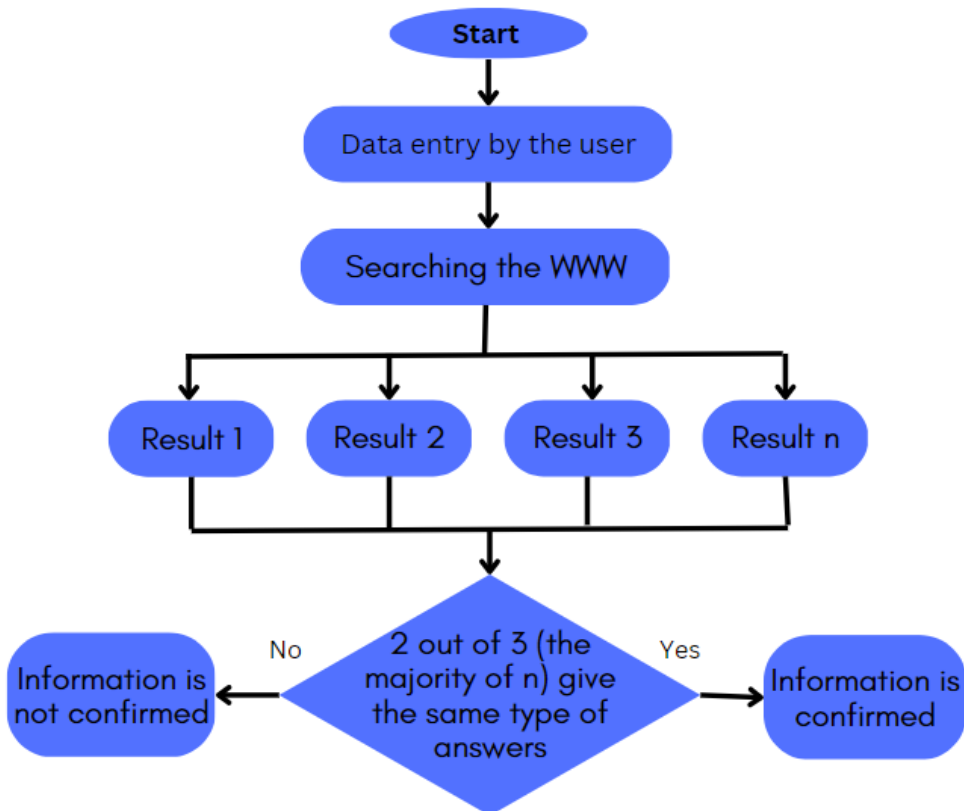 Start
Data entry by the user
Searching the WWW
Result 1
Result 2
Result 3
Result n
No
Yes
2 out of 3 (the
majority of n) give
the same type of
answers
Information is
not confirmed
Information is
confirmed